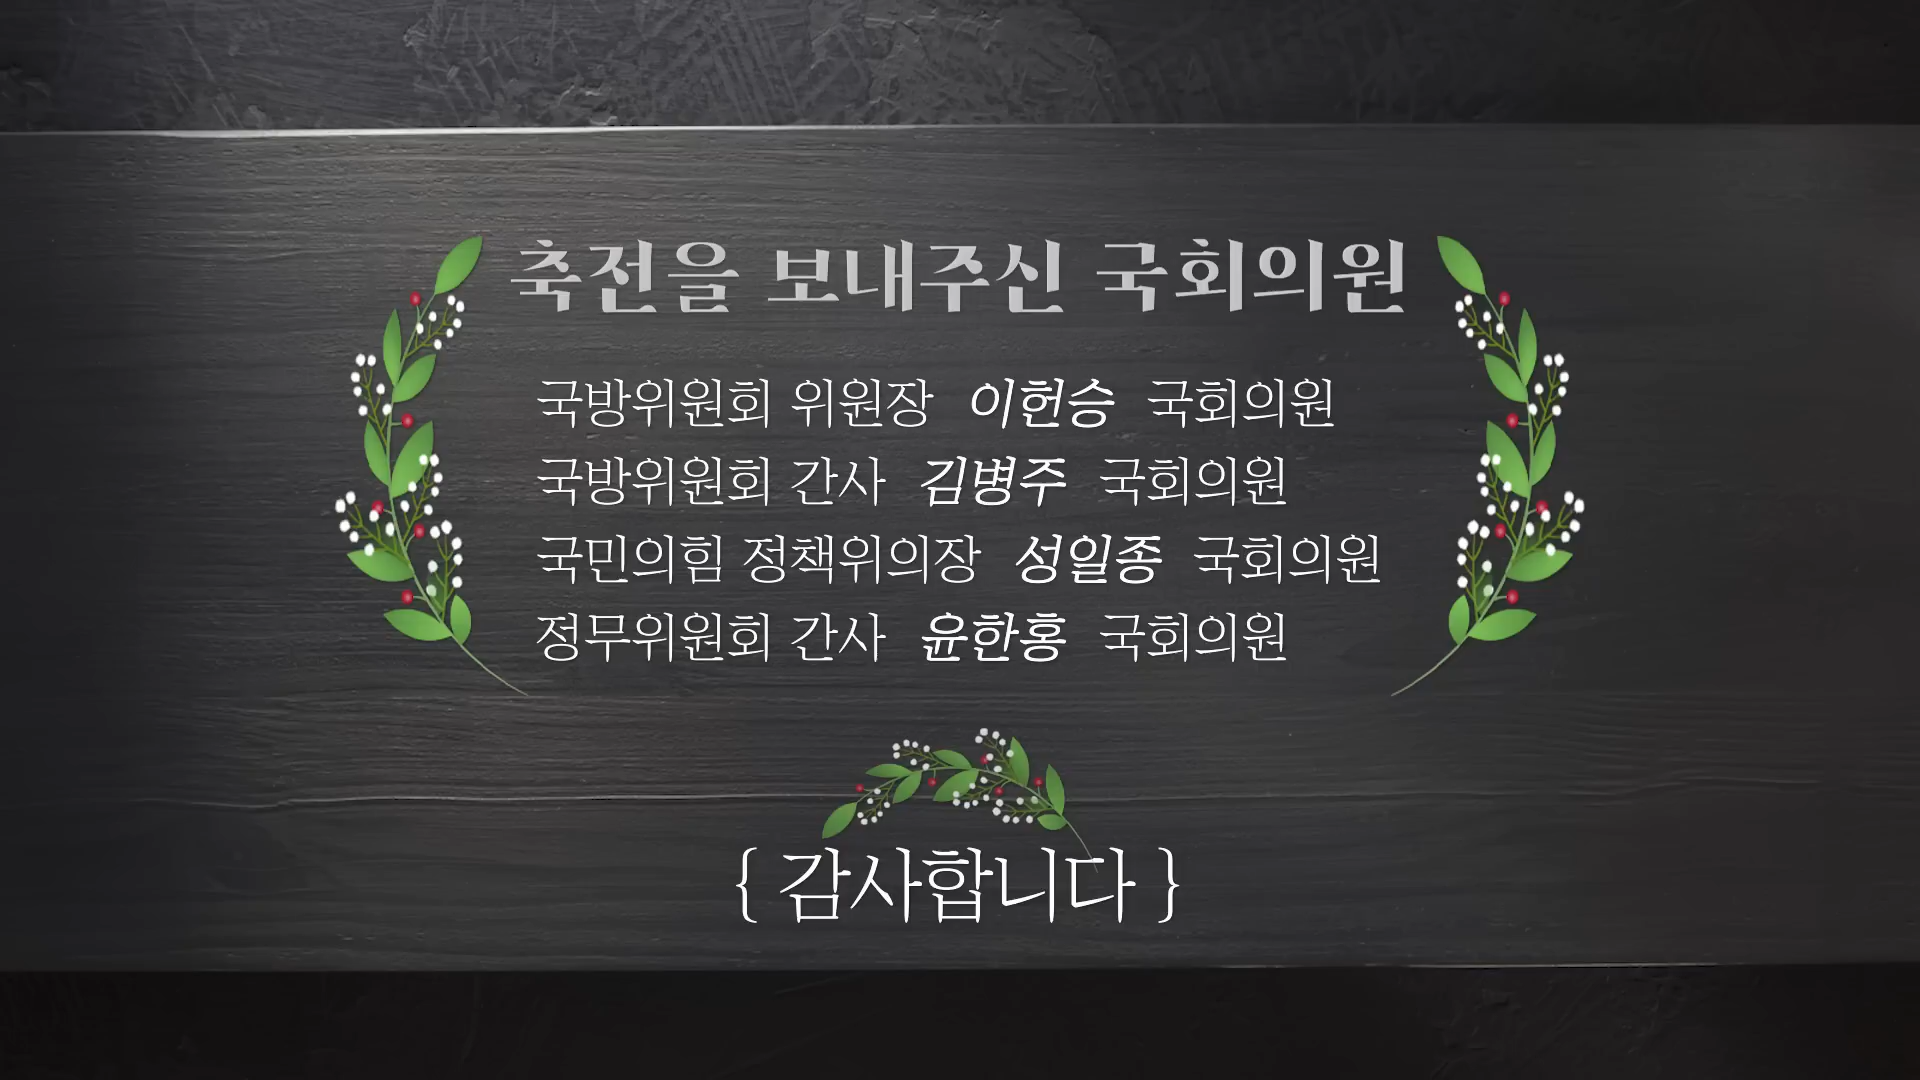 축전을 보내주신 국회의원
국방위원회 위원장 이헌승 국회의원
국방위원회 간사 김병주 국회의원
국민의힘 정책위의장 성일종 국회의원
정무위원회 간사 윤한홍 국회의원
{ 감사합니다 }